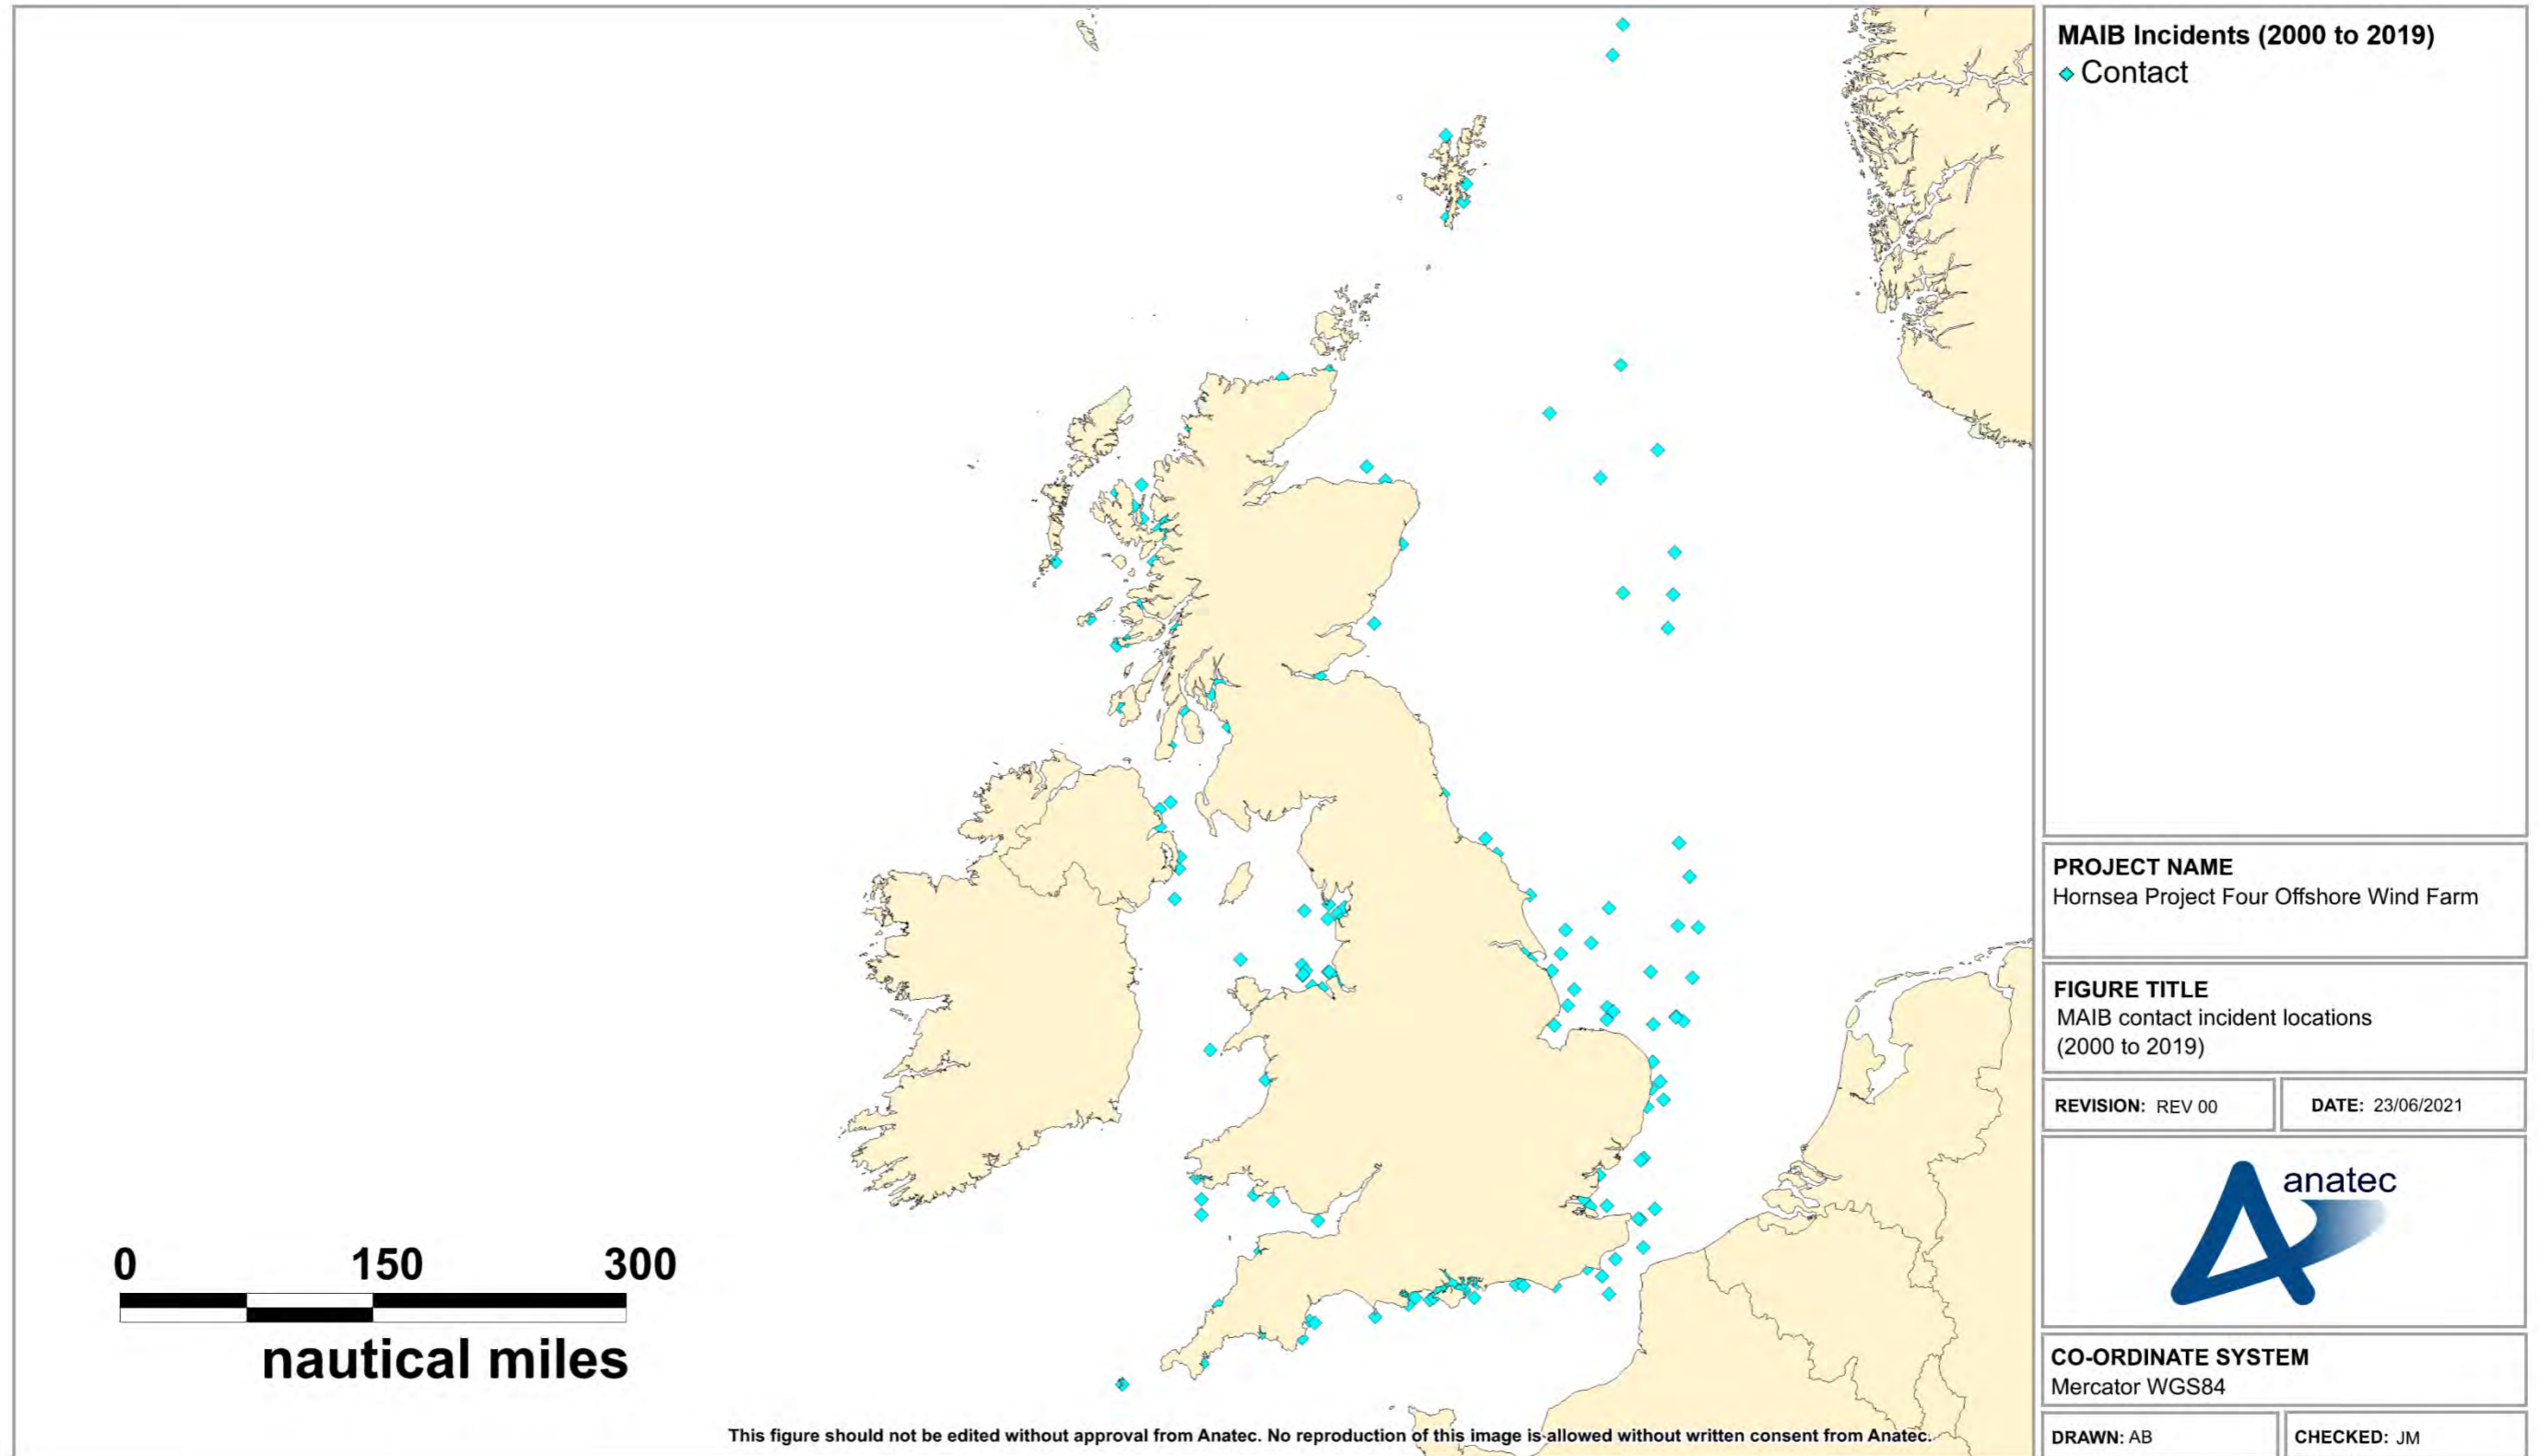 MAIB Incidents (2000 to 2019)
Contact
PROJECT NAME
Hornsea Project Four Offshore Wind Farm
FIGURE TITLE
MAIB contact incident locations
(2000 to 2019)
REVISION: REV 00
DATE: 23/06/2021
anatec
CO-ORDINATE SYSTEM
Mercator WGS84
DRAWN: AB
CHECKED: JM
0 150 300
nautical miles
This figure should not be edited without approval from Anatec. No reproduction of this image is allowed without written consent from Anatec.